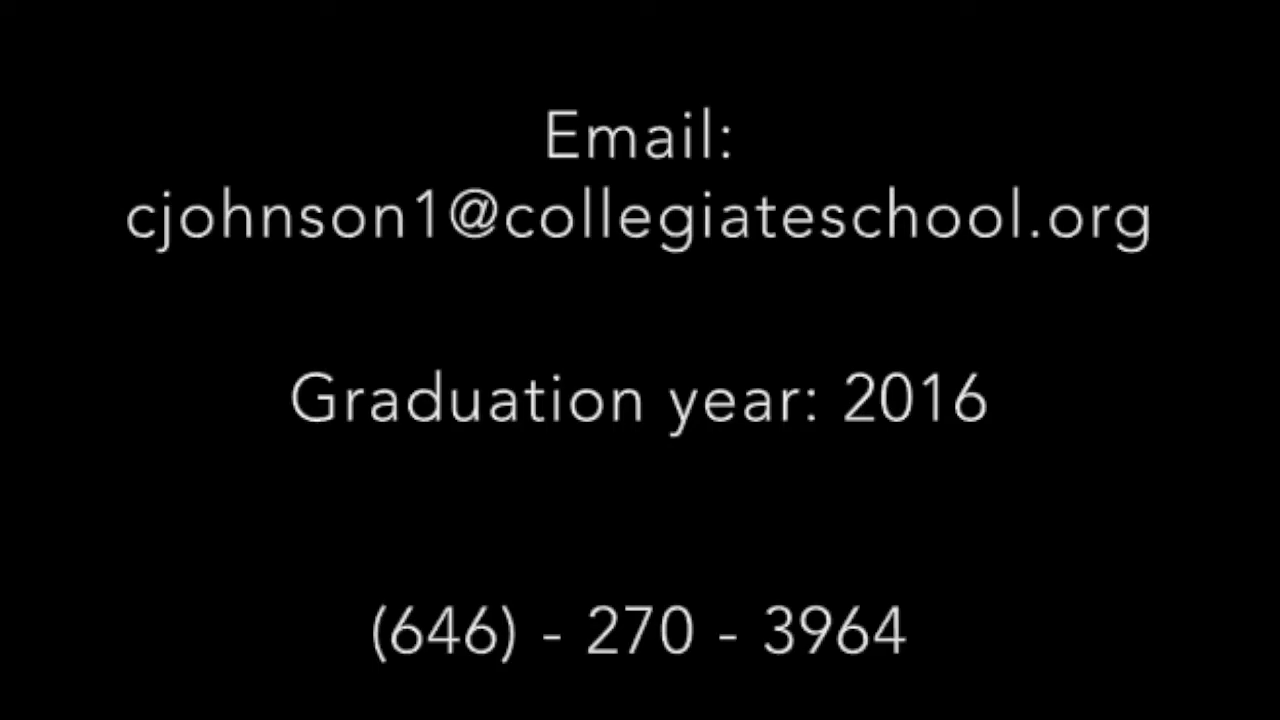 Email:
cjohnson1@collegiateschool.org
Graduation year: 2016
(646) - 270 - 3964